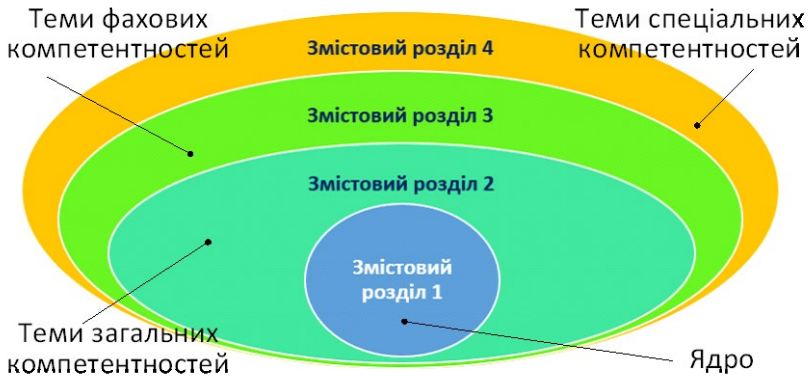 Теми фахових
компетентностей
Змістовий розділ 4
Теми спеціальних
компетентностей
Змістовий розділ 3
Змістовий розділ 2
Змістовий
розділ 1
Теми загальних
компетентностей
Ядро